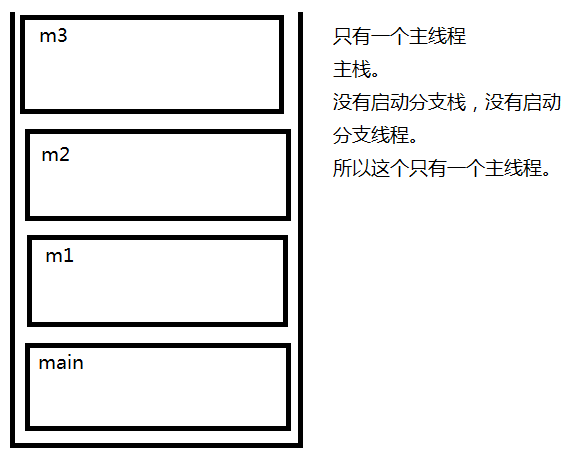 m3
m2
m1
main
只有一个主线程
主栈。
没有启动分支栈，没有启动
分支线程。
所以这个只有一个主线程。